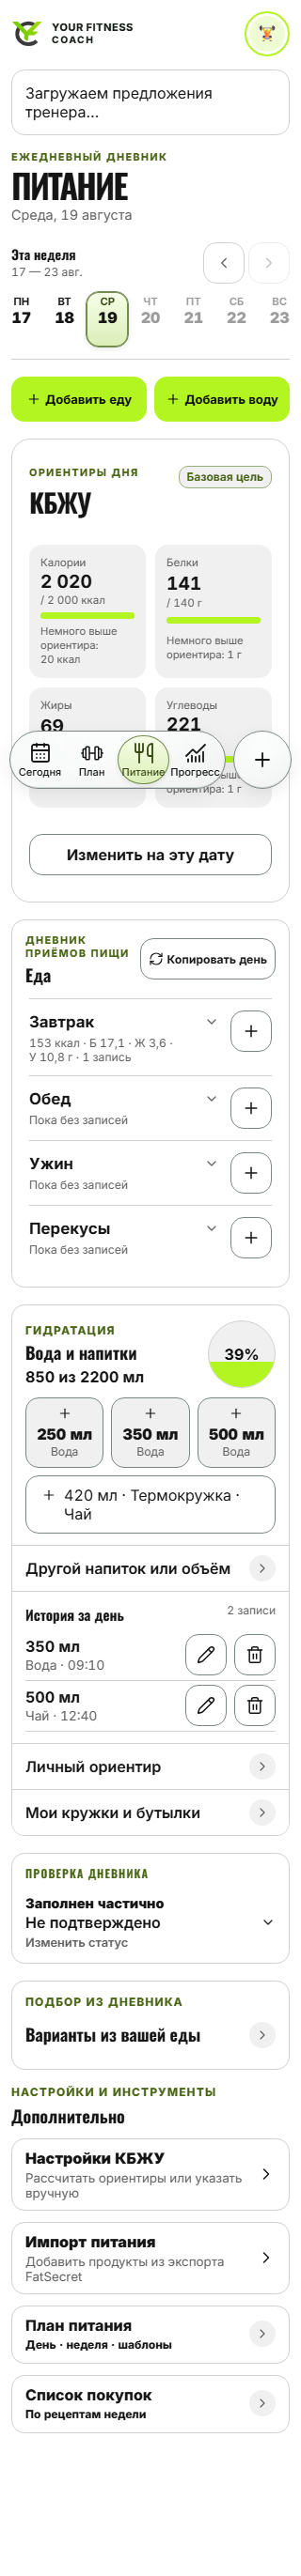 YOUR FITNESS
COACH
Загружаем предложения
тренера…
ЕЖЕДНЕВНЫЙ ДНЕВНИК
ПИТАНИЕ
Среда, 19 августа
Эта неделя
17 — 23 авг.
ПН ВТ СР ЧТ ПТ СБ ВС
17 18 19 20 21 22 23
+ Добавить еду + Добавить воду
ОРИЕНТИРЫ ДНЯ
Базовая цель
КБЖУ
Калории
2 020
/ 2 000 ккал
Немного выше
ориентира:
20 ккал
Белки
141
/ 140 г
Немного выше
ориентира: 1 г
Жиры
69
Углеводы
221
ориентира: 1 г
Сегодня План Питание Прогресс
Изменить на эту дату
ДНЕВНИК
ПРИЁМОВ ПИЩИ
Еда
Копировать день
Завтрак
153 ккал · Б 17,1 · Ж 3,6 ·
У 10,8 г · 1 запись
Обед
Пока без записей
Ужин
Пока без записей
Перекусы
Пока без записей
ГИДРАТАЦИЯ
Вода и напитки
850 из 2200 мл
39%
+ + +
250 мл 350 мл 500 мл
Вода Вода Вода
+ 420 мл · Термокружка ·
Чай
Другой напиток или объём
История за день
2 записи
350 мл
Вода · 09:10
500 мл
Чай · 12:40
Личный ориентир
Мои кружки и бутылки
ПРОВЕРКА ДНЕВНИКА
Заполнен частично
Не подтверждено
Изменить статус
ПОДБОР ИЗ ДНЕВНИКА
Варианты из вашей еды
НАСТРОЙКИ И ИНСТРУМЕНТЫ
Дополнительно
Настройки КБЖУ
Рассчитать ориентиры или указать
вручную
Импорт питания
Добавить продукты из экспорта
FatSecret
План питания
День · неделя · шаблоны
Список покупок
По рецептам недели